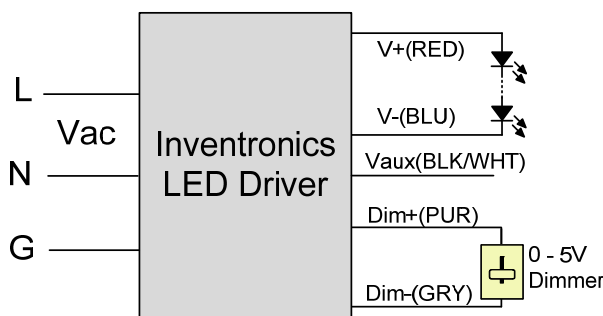 L
Vac
N
G
Inventronics
LED Driver
V+(RED)
V-(BLU)
Vaux(BLK/WHT)
Dim+(PUR)
Dim-(GRY)
0 - 5V
Dimmer